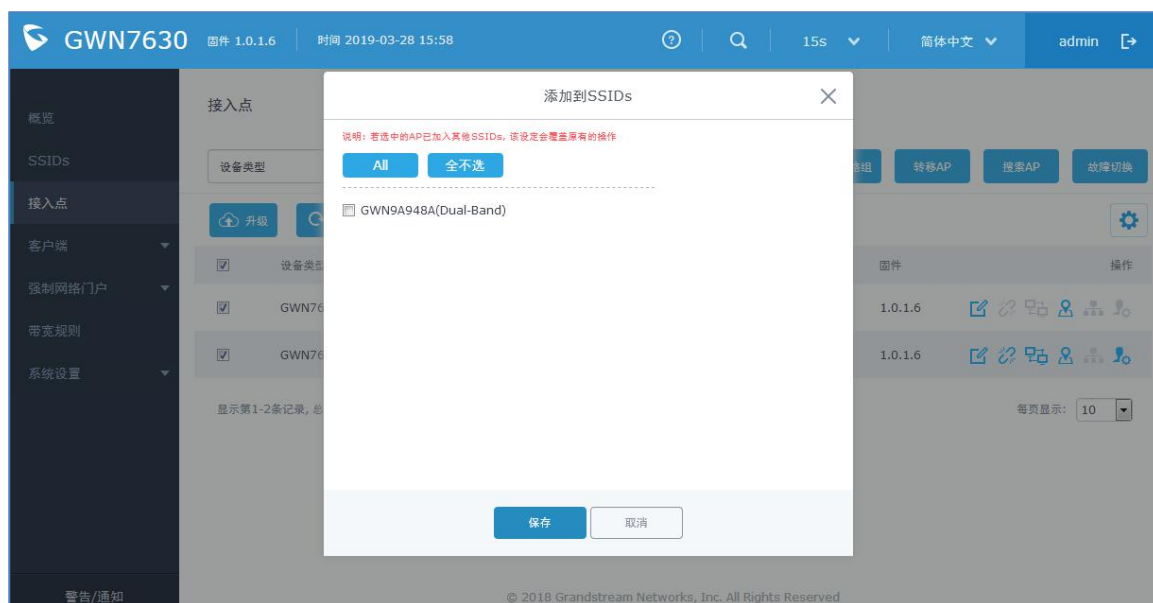 GWN7630 固件 1.0.1.6 时间 2019-03-28 15:58 15s 简体中文 admin
概览
SSIDs
接入点
客户端
强制网络门户
带宽规则
系统设置
警告/通知
接入点
设备类型 转移AP 搜索AP 故障切换
升级
设备类型 固件 操作
GWN76 1.0.1.6
GWN76 1.0.1.6
显示第1-2条记录, 总 每页显示: 10
添加到SSIDs
说明: 若选中的AP已加入其他SSIDs, 该设定会覆盖原有的操作
All 全不选
GWN9A948A(Dual-Band)
保存 取消
© 2018 Grandstream Networks, Inc. All Rights Reserved